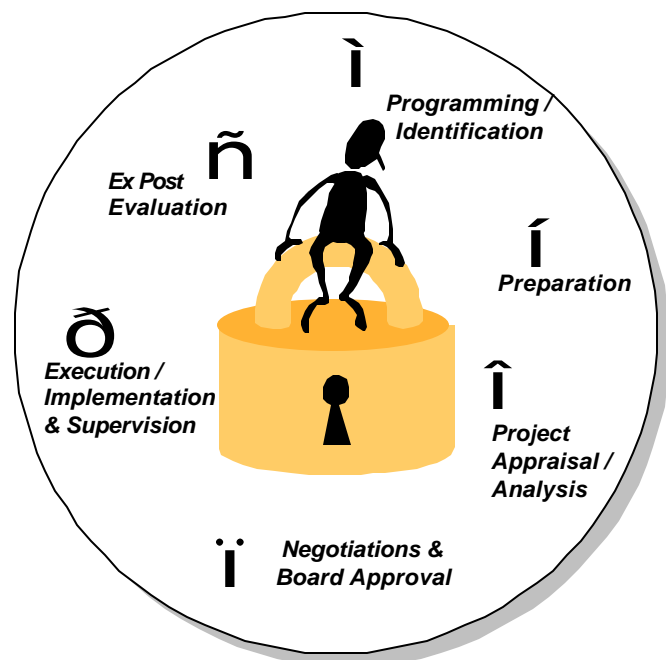 ì
Programming /
Identification
í
Preparation
î
Project
Appraisal /
Analysis
ï
Negotiations &
Board Approval
ð
Execution /
Implementation
& Supervision
ñ
Ex Post
Evaluation